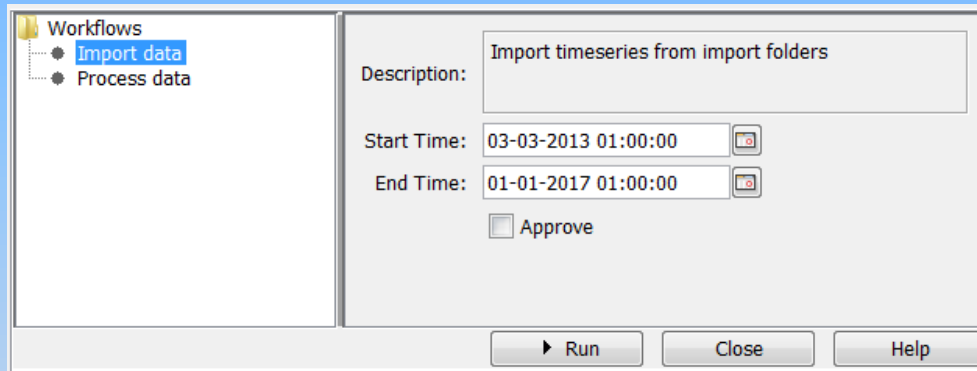 Workflows
Import data
Process data
Description:
Import timeseries from import folders
Start Time: 03-03-2013 01:00:00
End Time: 01-01-2017 01:00:00
Approve
Run Close Help